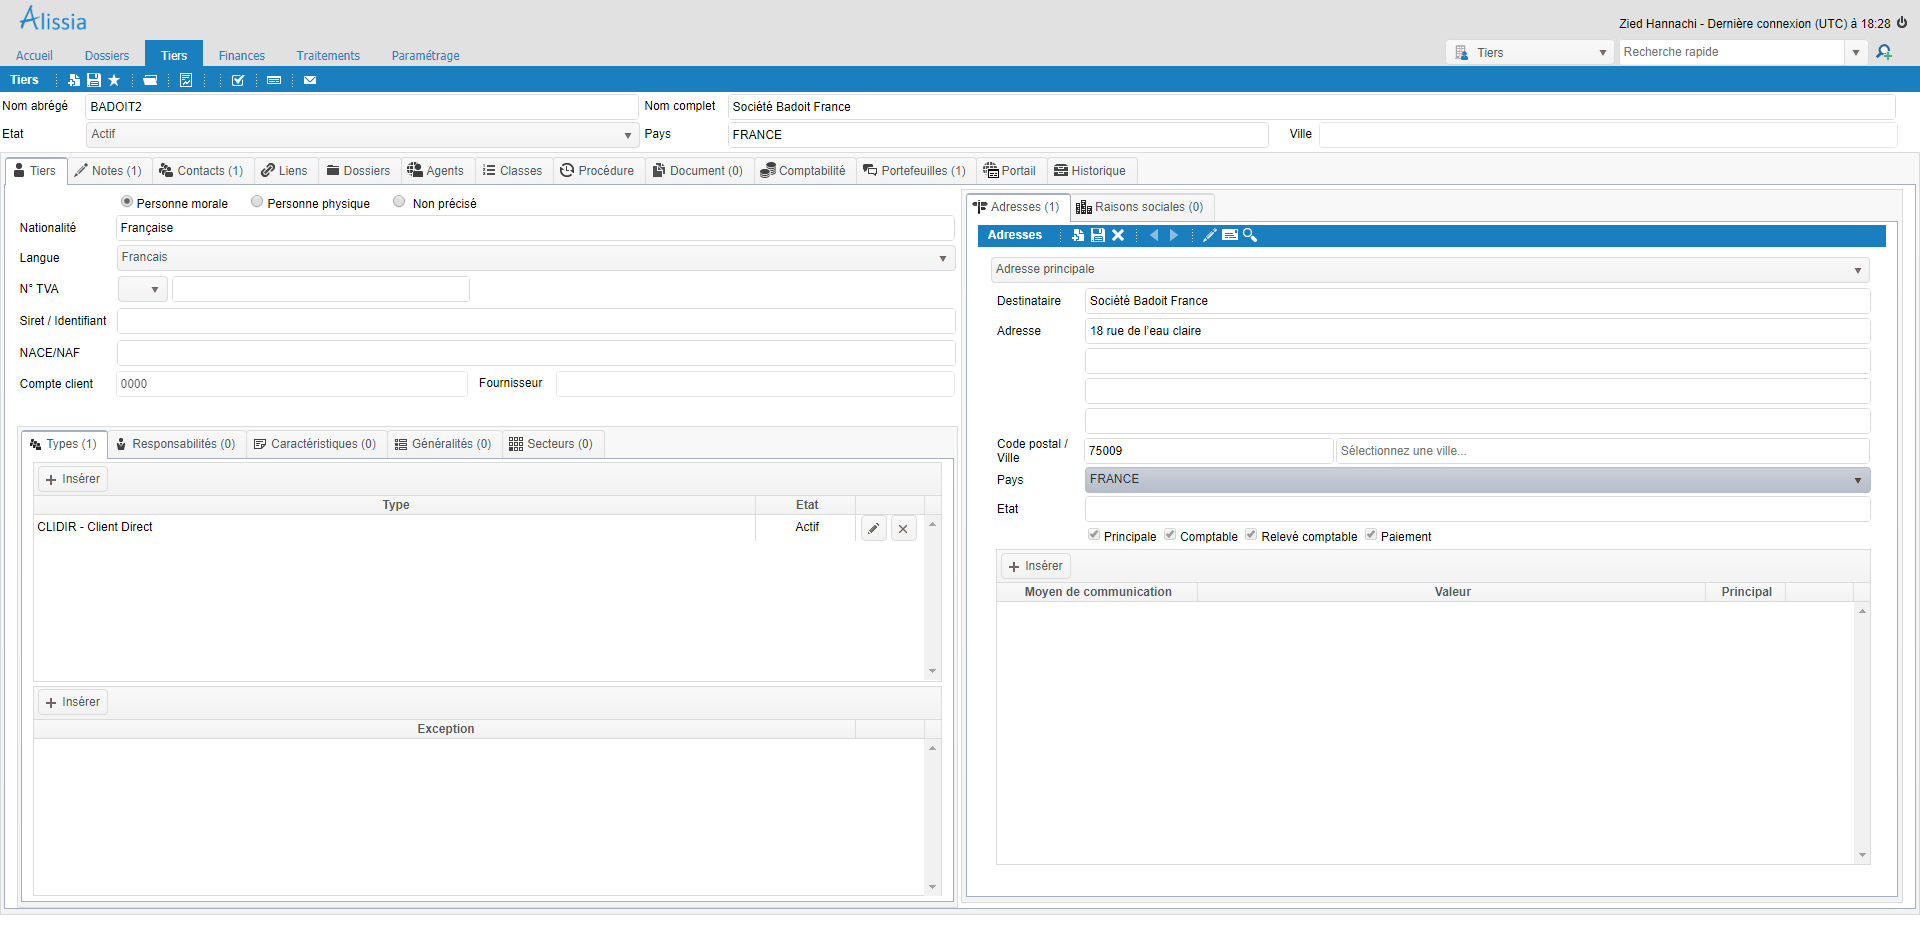 Alissia
Zied Hannachi - Dernière connexion (UTC) à 18:28
Accueil Dossiers Tiers Finances Traitements Paramétrage Tiers Recherche rapide
Tiers
Nom abrégé BADOIT2 Nom complet Société Badoit France
Etat Actif Pays FRANCE Ville
Tiers Notes (1) Contacts (1) Liens Dossiers Agents Classes Procédure Document (0) Comptabilité Portefeuilles (1) Portail Historique
Personne morale Personne physique Non précisé
Nationalité Française
Langue Francais
N° TVA
Siret / Identifiant
NACE/NAF
Compte client 0000 Fournisseur
Types (1) Responsabilités (0) Caractéristiques (0) Généralités (0) Secteurs (0)
Insérer
Type Etat
CLIDIR - Client Direct Actif
Insérer
Exception
Adresses (1) Raisons sociales (0)
Adresses
Adresse principale
Destinataire Société Badoit France
Adresse 18 rue de l'eau claire
Code postal / Ville 75009 Sélectionnez une ville...
Pays FRANCE
Etat
Principale Comptable Relevé comptable Paiement
Insérer
Moyen de communication Valeur Principal